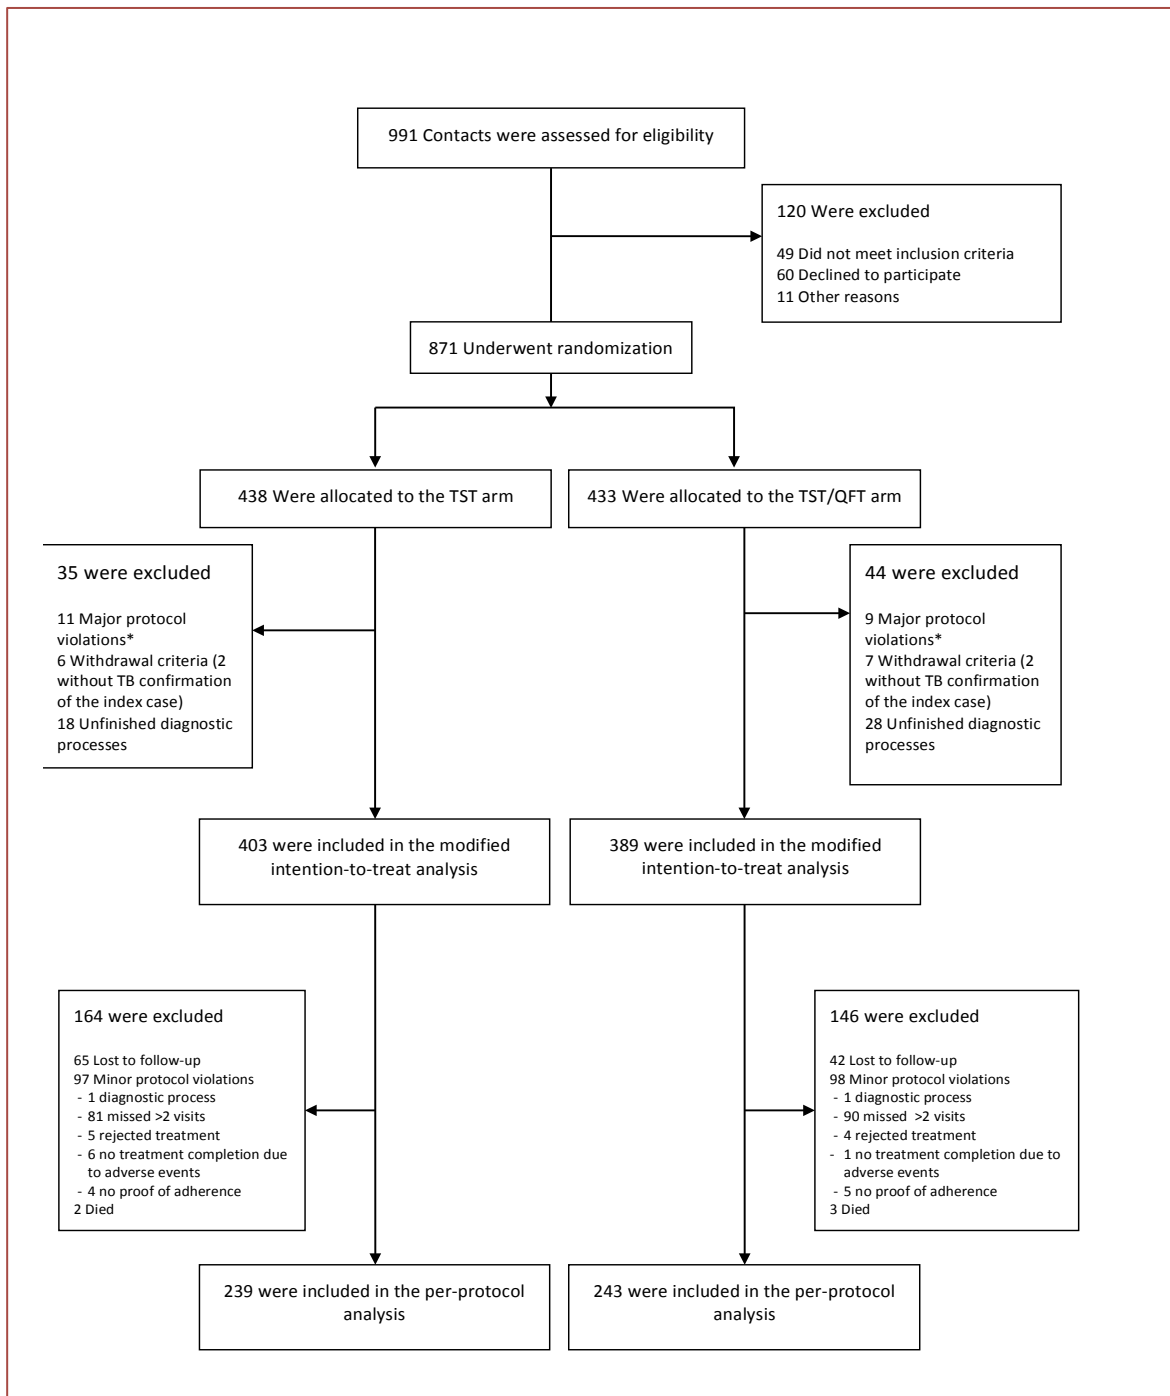 991 Contacts were assessed for eligibility
120 Were excluded
49 Did not meet inclusion criteria
60 Declined to participate
11 Other reasons
871 Underwent randomization
438 Were allocated to the TST arm
433 Were allocated to the TST/QFT arm
35 were excluded
11 Major protocol
violations*
6 Withdrawal criteria (2
without TB confirmation
of the index case)
18 Unfinished diagnostic
processes
44 were excluded
9 Major protocol
violations*
7 Withdrawal criteria (2
without TB confirmation
of the index case)
28 Unfinished diagnostic
processes
403 were included in the modified
intention-to-treat analysis
389 were included in the modified
intention-to-treat analysis
164 were excluded
65 Lost to follow-up
97 Minor protocol violations
- 1 diagnostic process
- 81 missed >2 visits
- 5 rejected treatment
- 6 no treatment completion due
to adverse events
- 4 no proof of adherence
2 Died
146 were excluded
42 Lost to follow-up
98 Minor protocol violations
- 1 diagnostic process
- 90 missed >2 visits
- 4 rejected treatment
- 1 no treatment completion due to
adverse events
- 5 no proof of adherence
3 Died
239 were included in the per-protocol
analysis
243 were included in the per-protocol
analysis